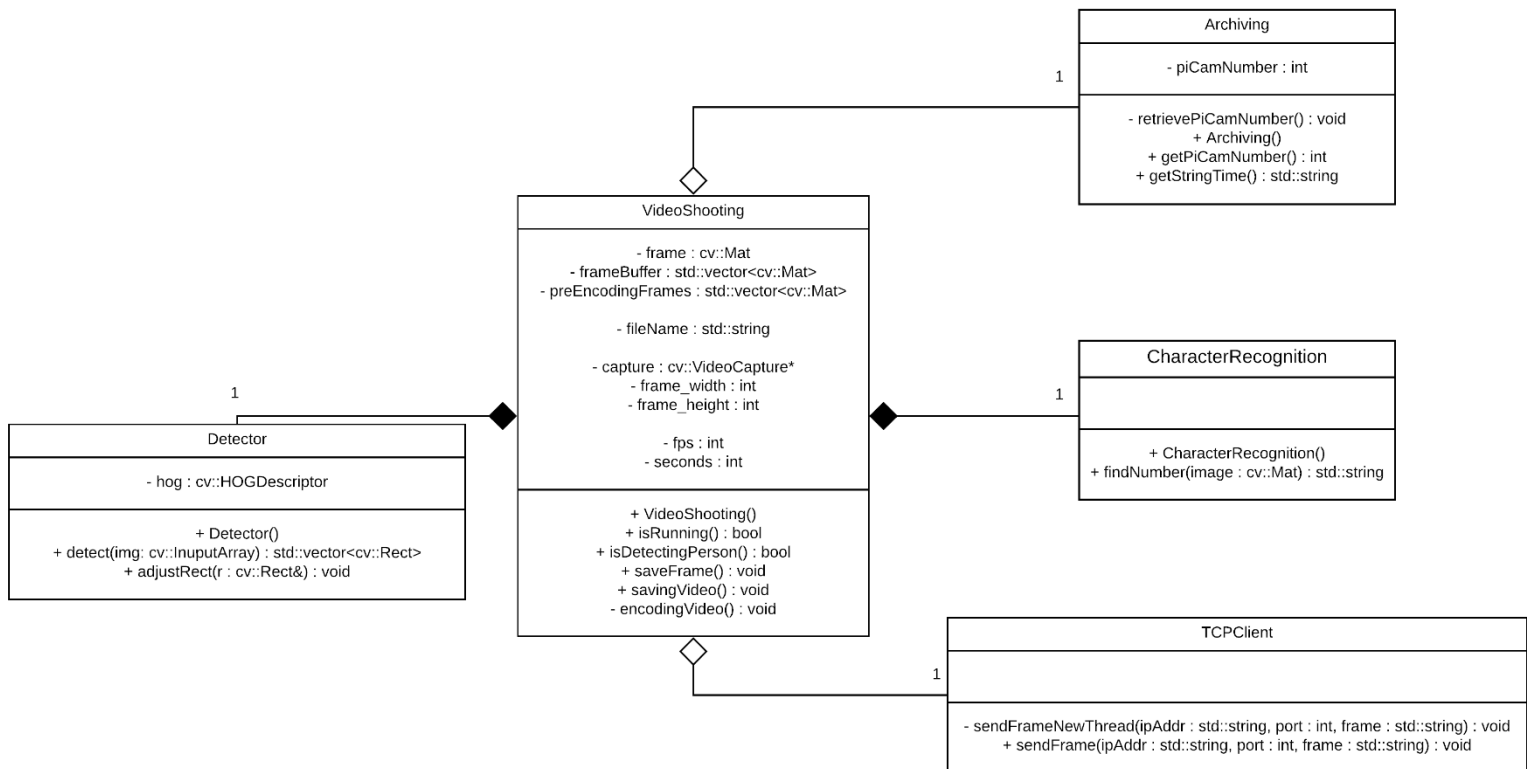 Archiving
1
- piCamNumber : int
- retrievePiCamNumber() : void
+ Archiving()
+ getPiCamNumber() : int
+ getStringTime() : std::string
VideoShooting
- frame : cv::Mat
- frameBuffer : std::vector<cv::Mat>
- preEncodingFrames : std::vector<cv::Mat>
- fileName : std::string
- capture : cv::VideoCapture*
- frame_width : int
- frame_height : int
- fps : int
- seconds : int
+ VideoShooting()
+ isRunning() : bool
+ isDetectingPerson() : bool
+ saveFrame() : void
+ savingVideo() : void
- encodingVideo() : void
CharacterRecognition
1
+ CharacterRecognition()
+ findNumber(image : cv::Mat) : std::string
1
Detector
- hog : cv::HOGDescriptor
+ Detector()
+ detect(img: cv::InuputArray) : std::vector<cv::Rect>
+ adjustRect(r : cv::Rect&) : void
TCPClient
1
- sendFrameNewThread(ipAddr : std::string, port : int, frame : std::string) : void
+ sendFrame(ipAddr : std::string, port : int, frame : std::string) : void